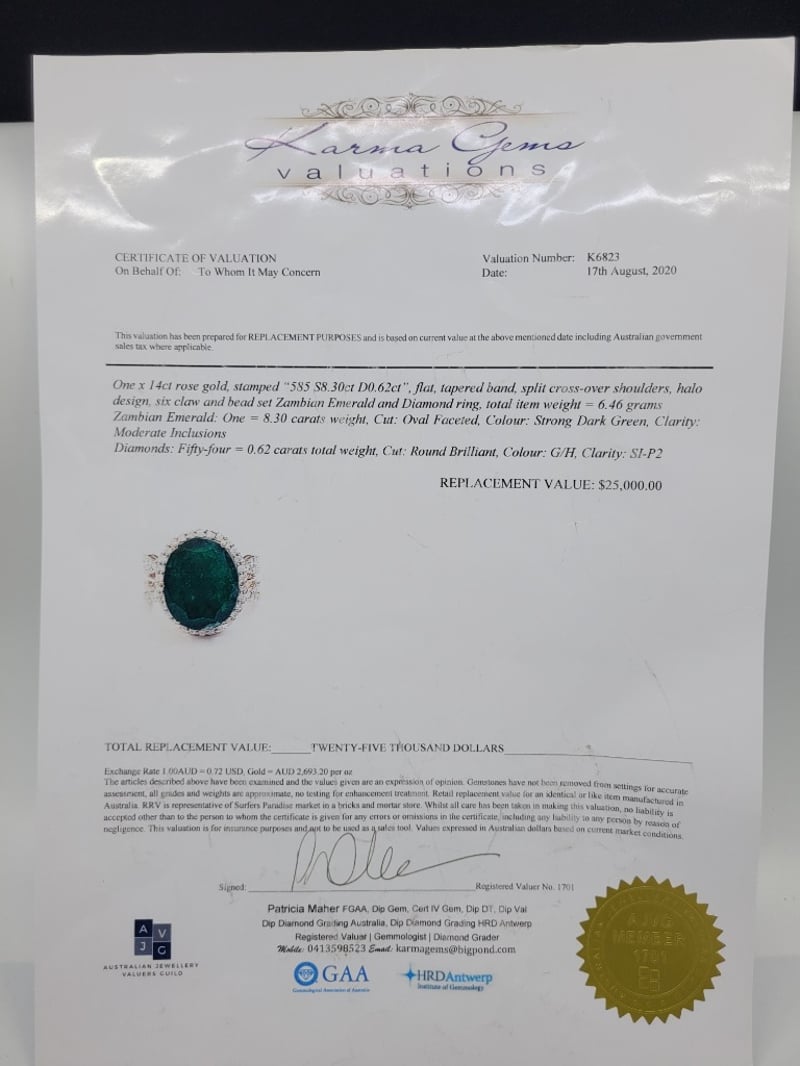 Karma Gems
valuations
CERTIFICATE OF VALUATION
On Behalf Of: To Whom It May Concern
Valuation Number: K6823
Date: 17th August, 2020
This valuation has been prepared for REPLACEMENT PURPOSES and is based on current value at the above mentioned date including Australian government
sales tax where applicable.
One x 14ct rose gold, stamped "585 S8.30ct D0.62ct", flat, tapered band, split cross-over shoulders, halo
design, six claw and bead set Zambian Emerald and Diamond ring, total item weight = 6.46 grams
Zambian Emerald: One = 8.30 carats weight, Cut: Oval Faceted, Colour: Strong Dark Green, Clarity:
Moderate Inclusions
Diamonds: Fifty-four = 0.62 carats total weight, Cut: Round Brilliant, Colour: G/H, Clarity: SI-P2
REPLACEMENT VALUE: $25,000.00
TOTAL REPLACEMENT VALUE: TWENTY-FIVE THOUSAND DOLLARS
Exchange Rate 1.00AUD = 0.72 USD, Gold = AUD 2,693.20 per oz
The articles described above have been examined and the values given are an expression of opinion. Gemstones have not been removed from settings for accurate
assessment, all grades and weights are approximate, no testing for enhancement treatment. Retail replacement value for an identical or like item manufactured in
Australia. RRV is representative of Surfers Paradise market in a bricks and mortar store. Whilst all care has been taken in making this valuation, no liability is
accepted other than to the person to whom the certificate is given for any errors or omissions in the certificate, including any liability to any person by reason of
negligence. This valuation is for insurance purposes and not to be used as a sales tool. Values expressed in Australian dollars based on current market conditions.
Signed: Registered Valuer No. 1701
Patricia Maher FGAA, Dip Gem, Cert IV Gem, Dip DT, Dip Val
Dip Diamond Grading Australia, Dip Diamond Grading HRD Antwerp
Registered Valuer | Gemmologist | Diamond Grader
Mobile: 0413598523 Email: karmagems@bigpond.com
A V
J G
AUSTRALIAN JEWELLERY
VALUERS GUILD
GAA
Gemmological Association of Australia
HRDAntwerp
Institute of Gemmology
AJVG
MEMBER
1701